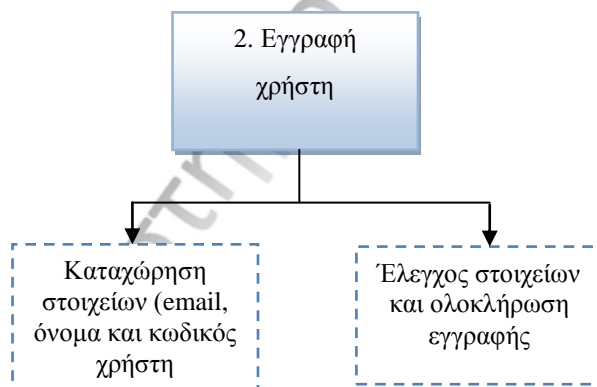 2. Εγγραφή
χρήστη
Καταχώρηση
στοιχείων (email,
όνομα και κωδικός
χρήστη
Έλεγχος στοιχείων
και ολοκλήρωση
εγγραφής